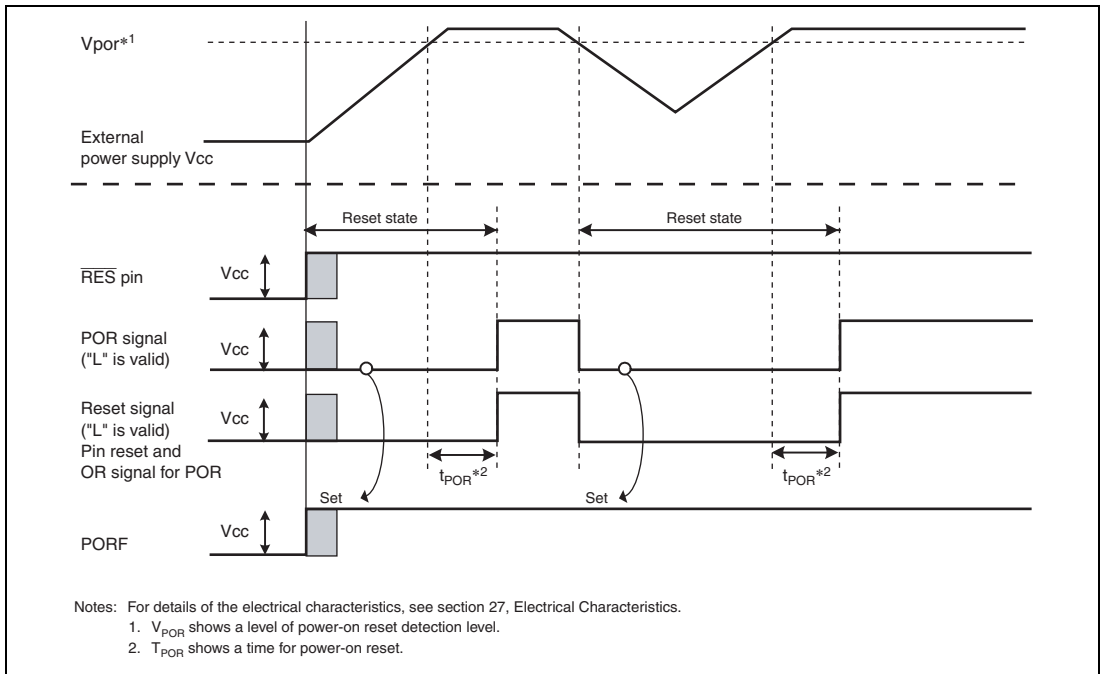 Vpor*1
External
power supply Vcc
Reset state
Reset state
RES pin
Vcc
POR signal
("L" is valid)
Vcc
Reset signal
("L" is valid)
Pin reset and
OR signal for POR
Vcc
tPOR*2
tPOR*2
Set
Set
PORF
Vcc
Notes: For details of the electrical characteristics, see section 27, Electrical Characteristics.
1. VPOR shows a level of power-on reset detection level.
2. TPOR shows a time for power-on reset.